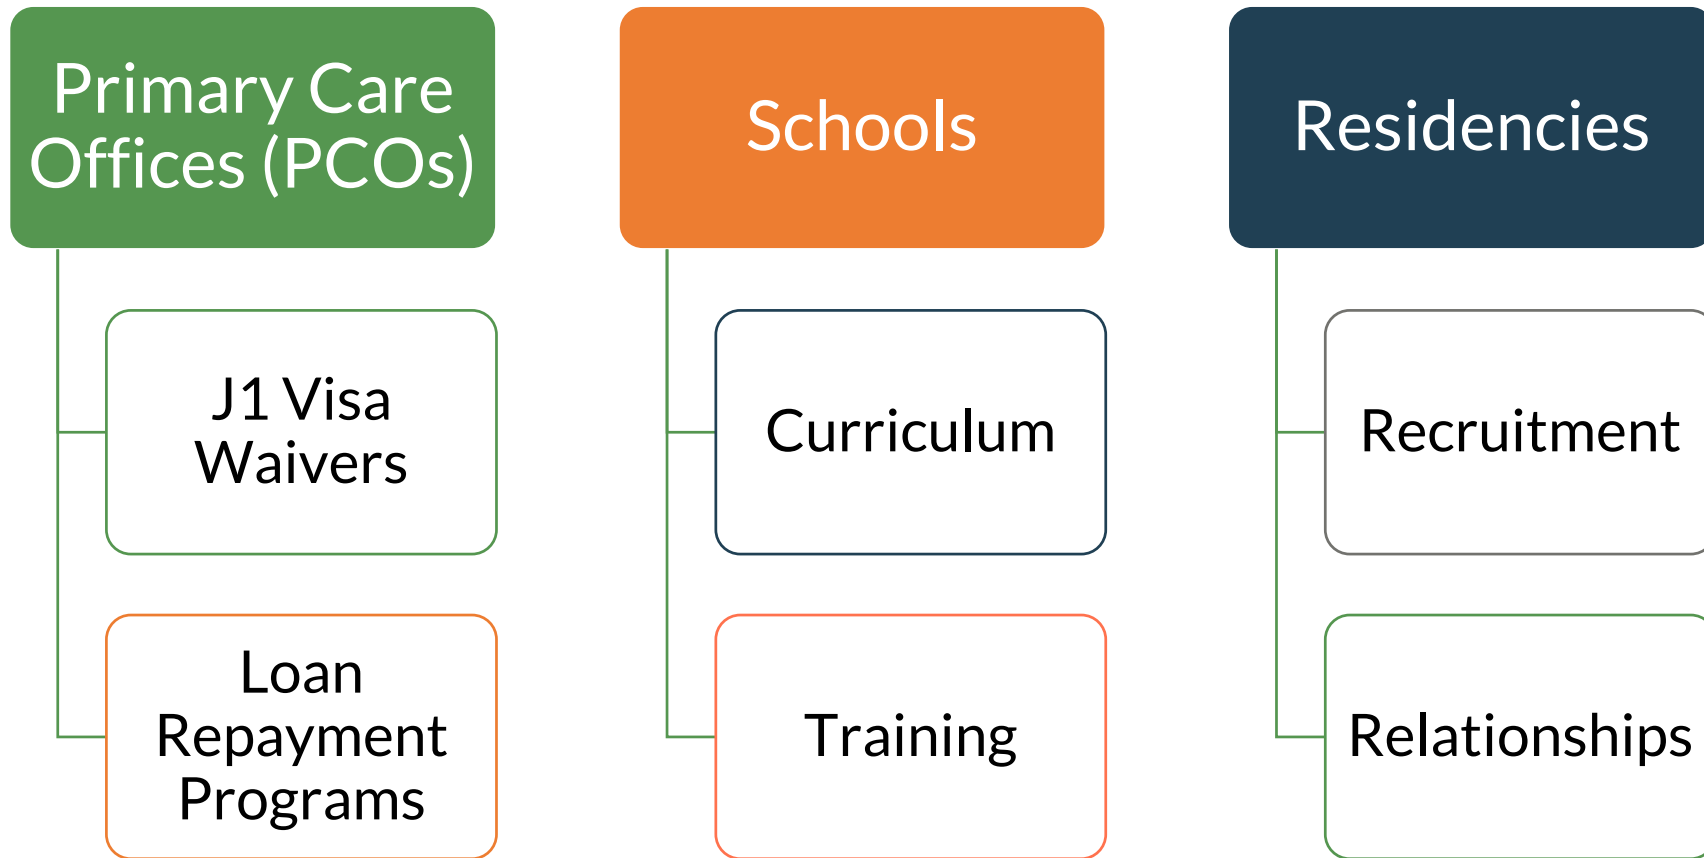 Primary Care
Offices (PCOs)
J1 Visa
Waivers
Loan
Repayment
Programs
Schools
Curriculum
Training
Residencies
Recruitment
Relationships